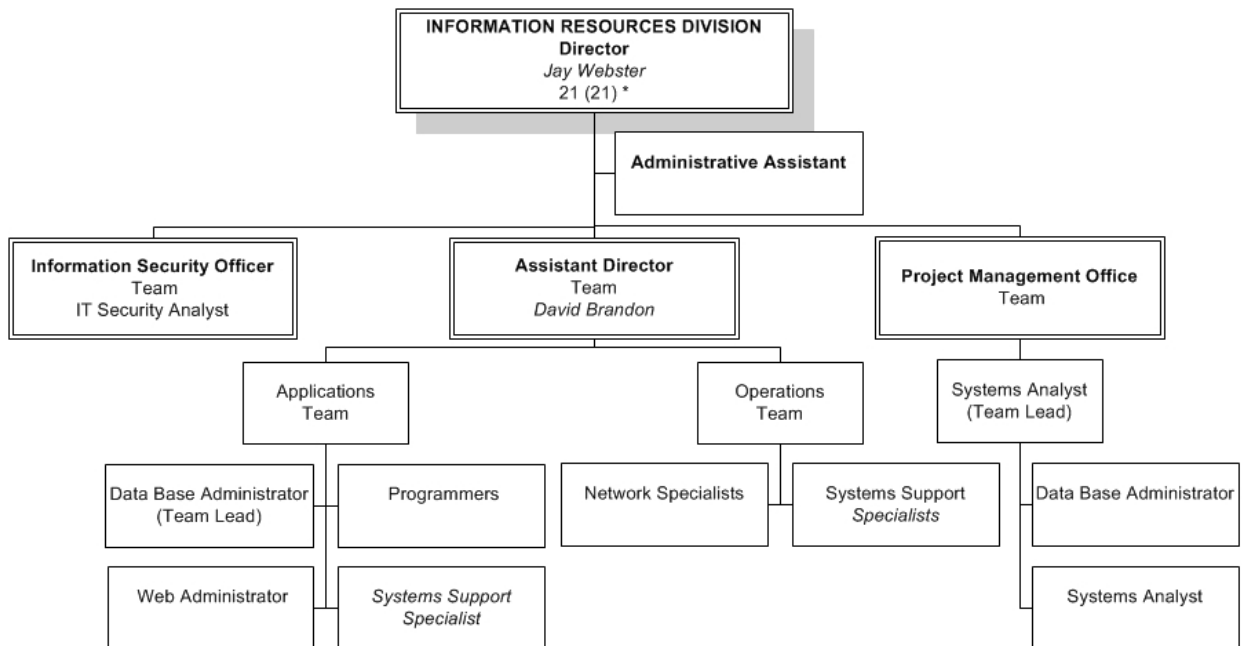 INFORMATION RESOURCES DIVISION
Director
Jay Webster
21 (21) *
Administrative Assistant
Information Security Officer
Team
IT Security Analyst
Assistant Director
Team
David Brandon
Project Management Office
Team
Applications
Team
Operations
Team
Systems Analyst
(Team Lead)
Data Base Administrator
(Team Lead)
Programmers
Network Specialists
Systems Support
Specialists
Data Base Administrator
Web Administrator
Systems Support
Specialist
Systems Analyst